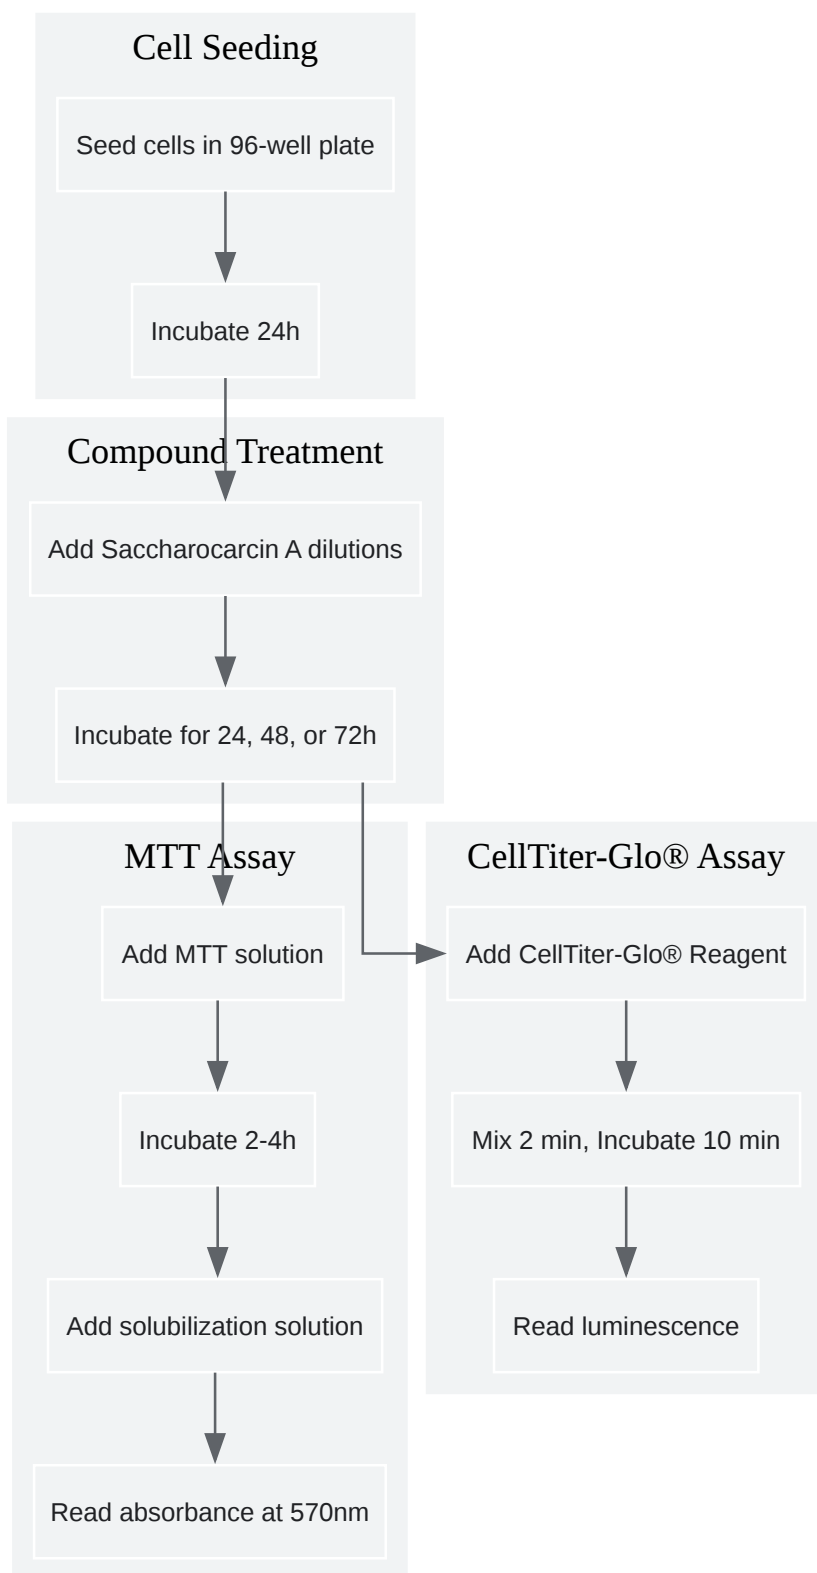 Cell Seeding
Seed cells in 96-well plate
Incubate 24h
Compound Treatment
Add Saccharocarcin A dilutions
Incubate for 24, 48, or 72h
MTT Assay
Add MTT solution
Incubate 2-4h
Add solubilization solution
Read absorbance at 570nm
CellTiter-Glo® Assay
Add CellTiter-Glo® Reagent
Mix 2 min, Incubate 10 min
Read luminescence